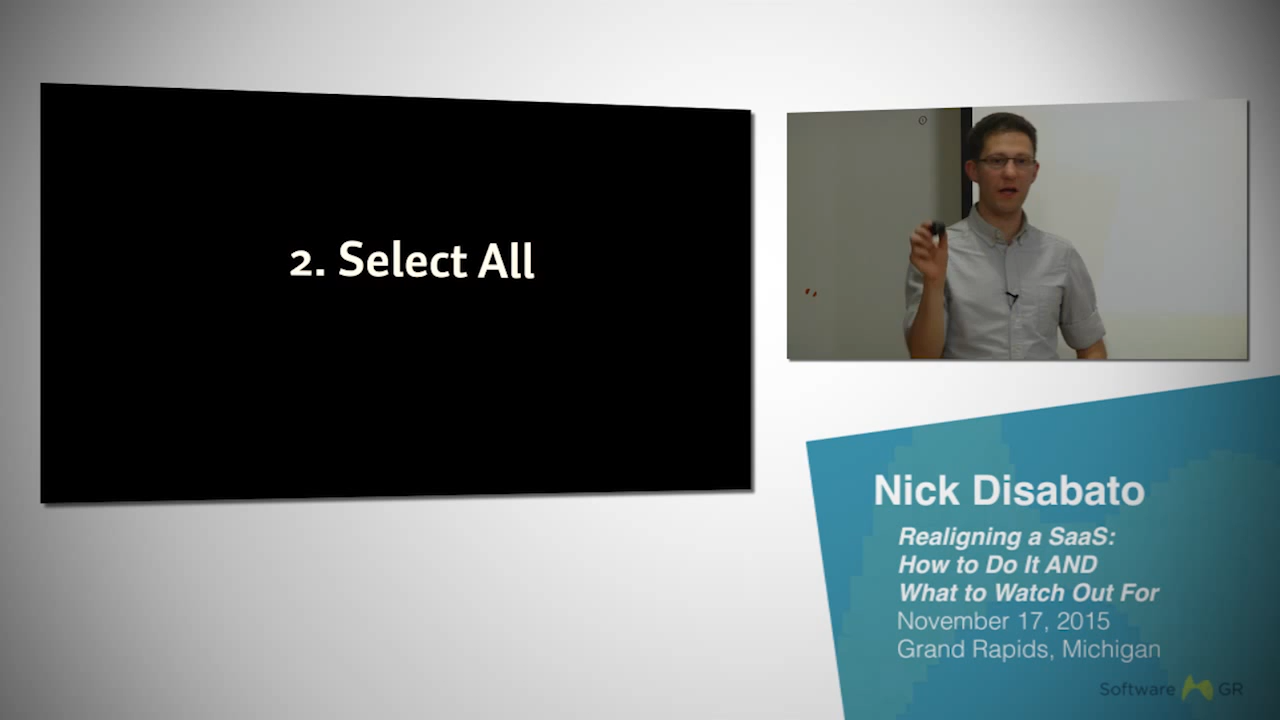 2. Select All
Nick Disabato
Realigning a SaaS:
How to Do It AND
What to Watch Out For
November 17, 2015
Grand Rapids, Michigan
Software GR